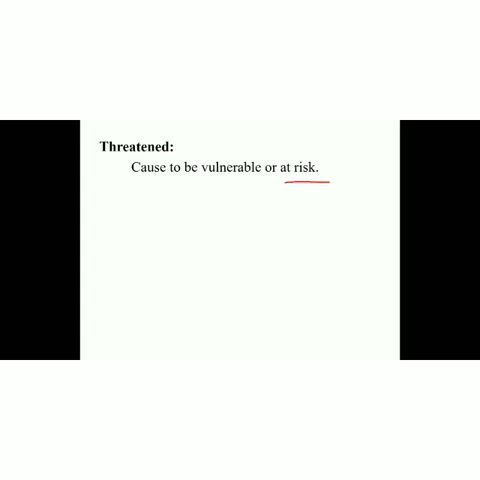 Threatened:
Cause to be vulnerable or at risk.